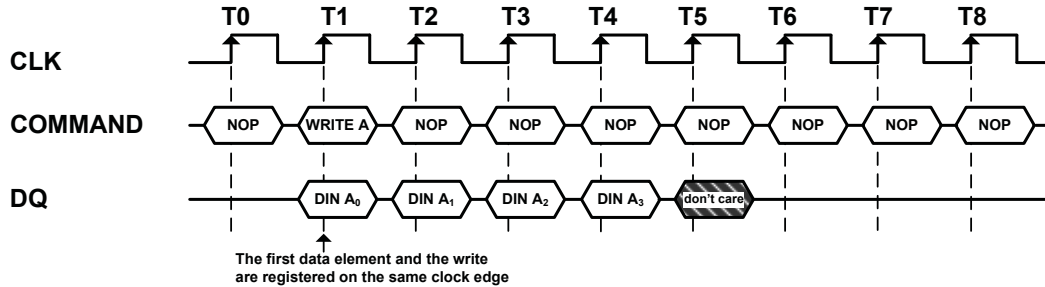 T0 T1 T2 T3 T4 T5 T6 T7 T8
CLK
COMMAND NOP WRITE A NOP NOP NOP NOP NOP NOP NOP
DQ DIN A₀ DIN A₁ DIN A₂ DIN A₃ don't care
The first data element and the write
are registered on the same clock edge